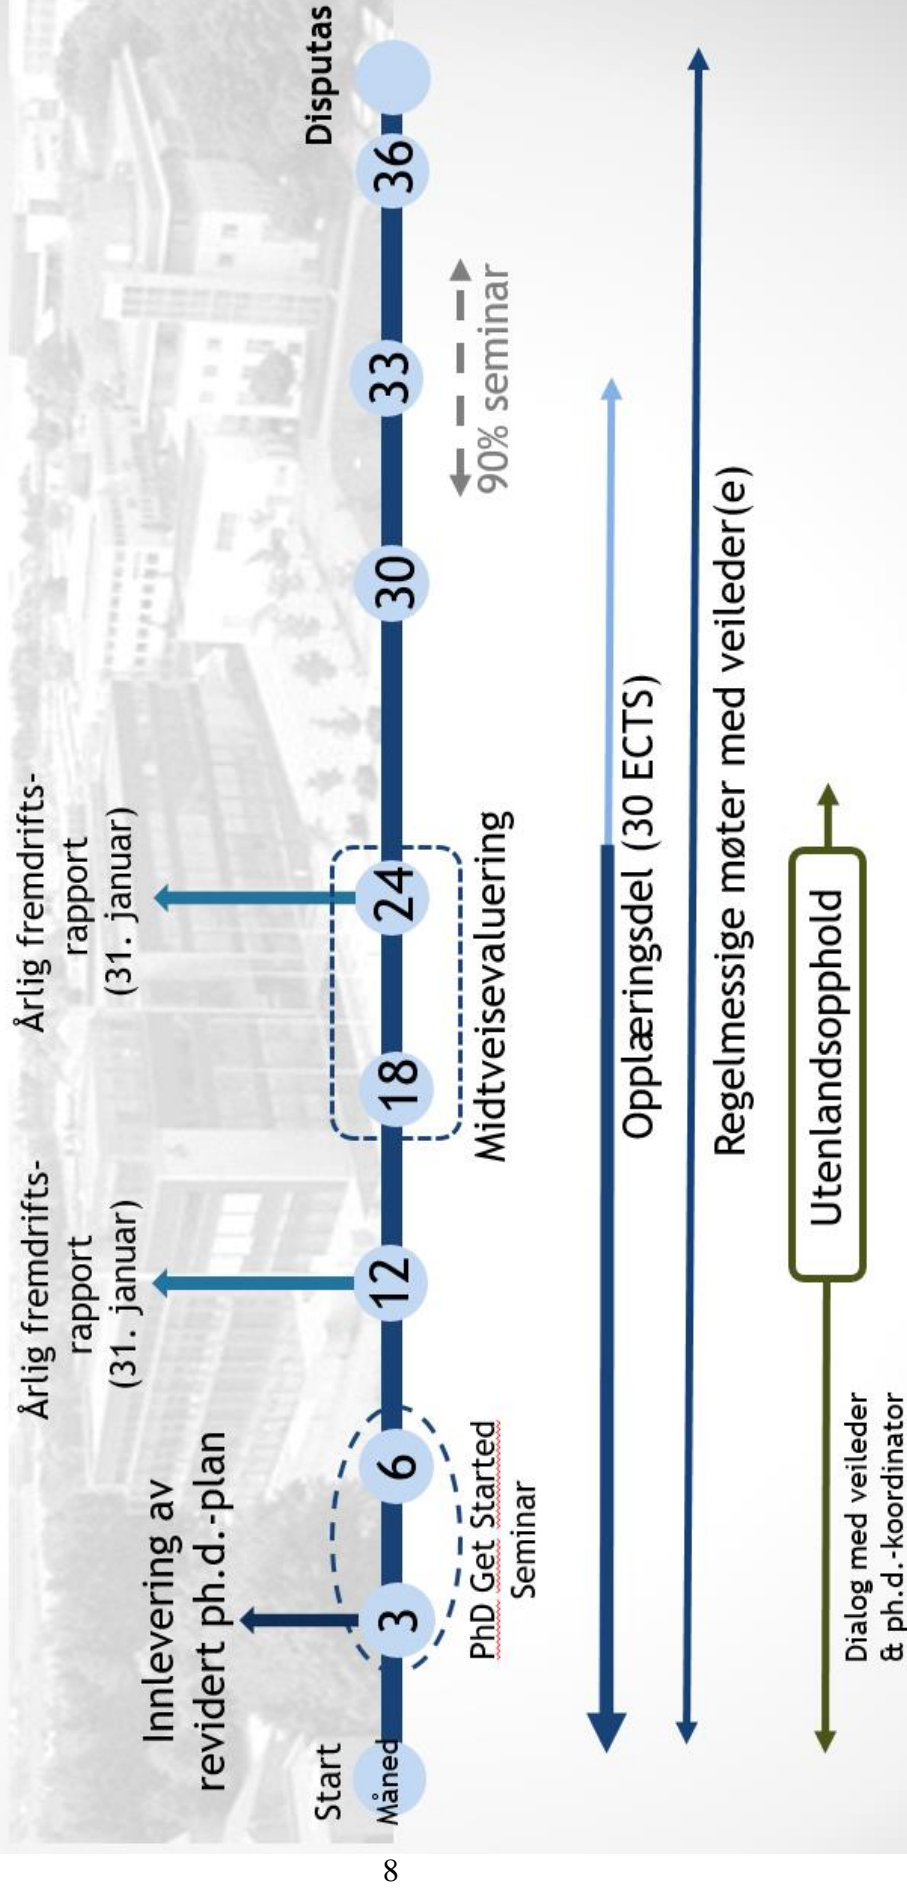 Årlig fremdrifts-
rapport
(31. januar)
Årlig fremdrifts-
rapport
(31. januar)
Innlevering av
revidert ph.d.-plan
Start
Disputas
Måned
3
6
12
18
24
30
33
36
PhD Get Started
Seminar
Midtveisevaluering
90% seminar
Opplæringsdel (30 ECTS)
Regelmessige møter med veileder(e)
Utenlandsopphold
Dialog med veileder
& ph.d.-koordinator
8